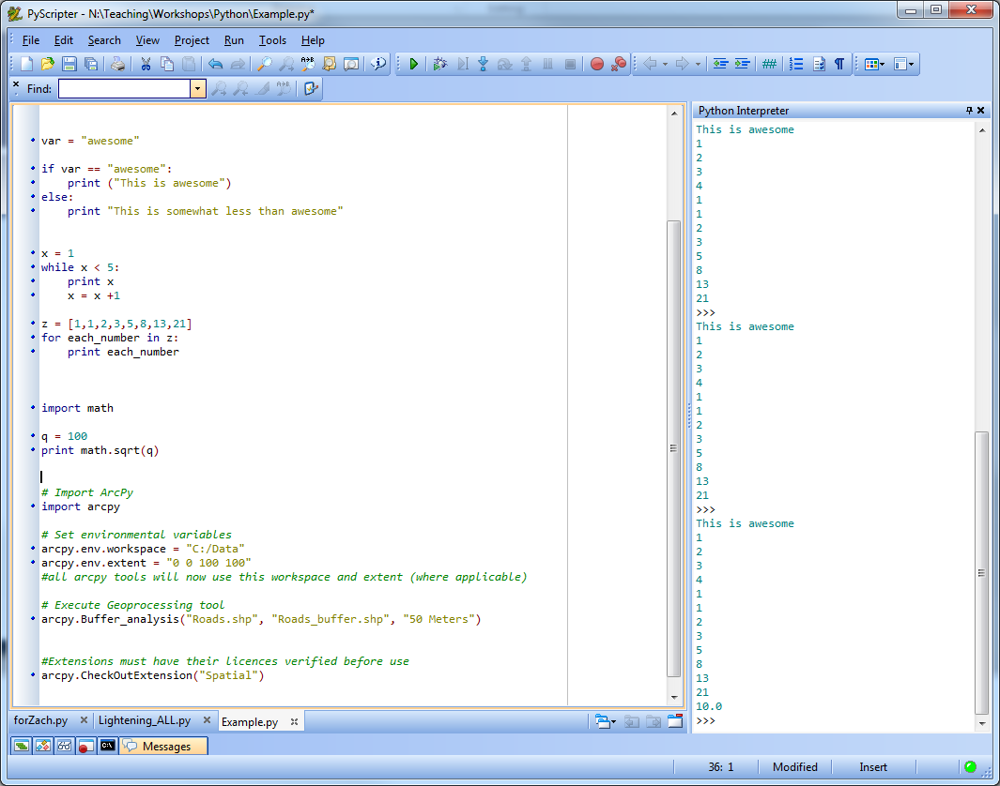 PyScripter - N:\Teaching\Workshops\Python\Example.py*
File Edit Search View Project Run Tools Help
Find:
var = "awesome"
if var == "awesome":
print ("This is awesome")
else:
print "This is somewhat less than awesome"
x = 1
while x < 5:
print x
x = x +1
z = [1,1,2,3,5,8,13,21]
for each_number in z:
print each_number
import math
q = 100
print math.sqrt(q)
# Import ArcPy
import arcpy
# Set environmental variables
arcpy.env.workspace = "C:/Data"
arcpy.env.extent = "0 0 100 100"
#all arcpy tools will now use this workspace and extent (where applicable)
# Execute Geoprocessing tool
arcpy.Buffer_analysis("Roads.shp", "Roads_buffer.shp", "50 Meters")
#Extensions must have their licences verified before use
arcpy.CheckOutExtension("Spatial")
Python Interpreter
This is awesome
1
2
3
4
1
1
2
3
5
8
13
21
>>>
This is awesome
1
2
3
4
1
1
2
3
5
8
13
21
>>>
This is awesome
1
2
3
4
1
1
2
3
5
8
13
21
10.0
>>>
forZach.py Lightening_ALL.py Example.py
Messages
36: 1 Modified Insert